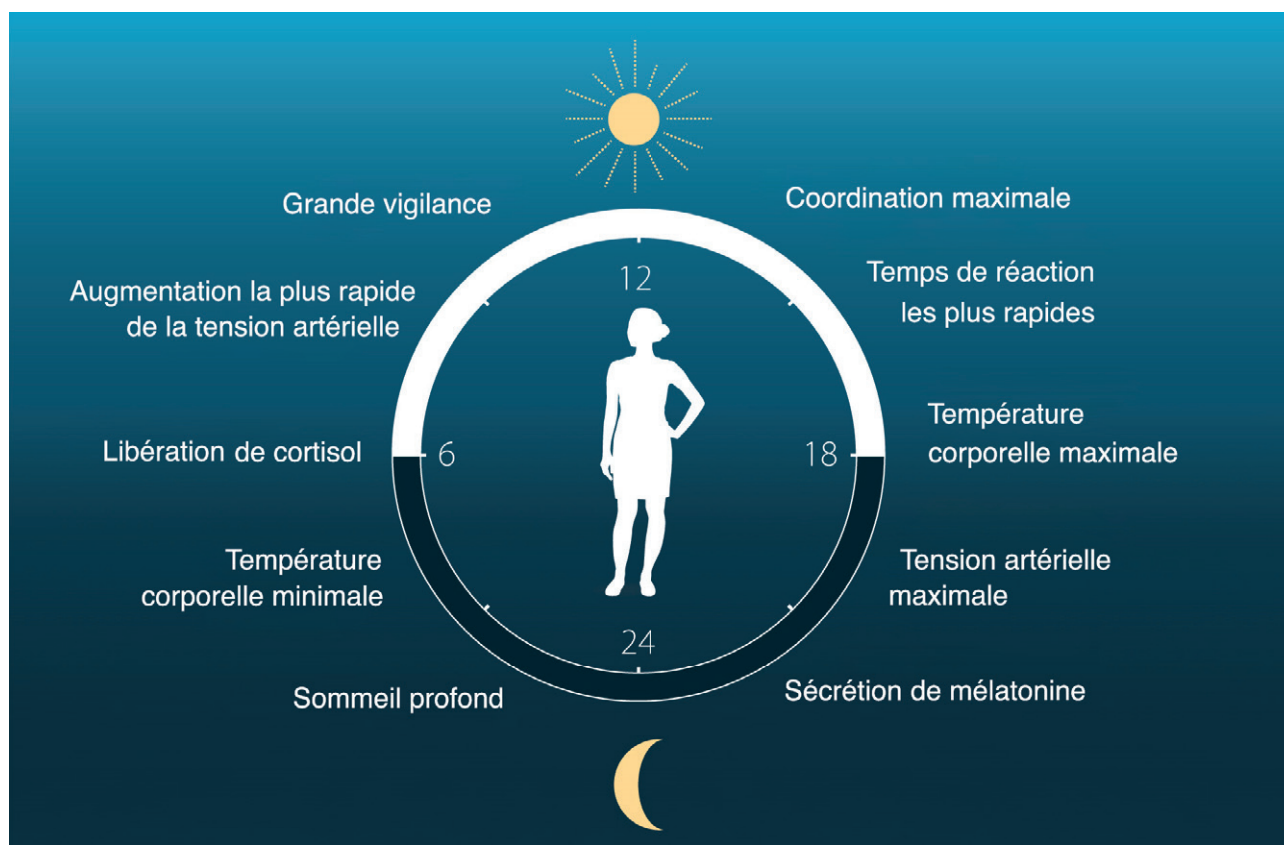 Grande vigilance
Coordination maximale
Augmentation la plus rapide
de la tension artérielle
12
Temps de réaction
les plus rapides
Libération de cortisol
6
18
Température
corporelle maximale
Température
corporelle minimale
Tension artérielle
maximale
24
Sommeil profond
Sécrétion de mélatonine